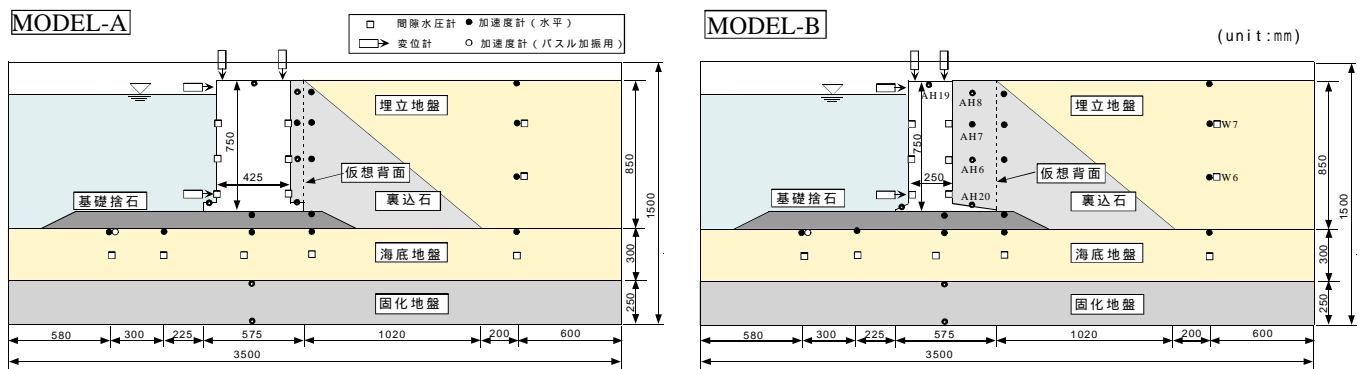 MODEL-A
間隙水圧計 加速度計(水平)
変位計 加速度計(パスル加振用)
埋立地盤
750
仮想背面
425
850
1500
基礎捨石
裏込石
海底地盤
300
固化地盤
250
580 300 225 575 1020 200 600
3500
MODEL-B
(unit:mm)
AH19
AH8
埋立地盤
AH7
W7
750
AH6
仮想背面
850
1500
250
W6
基礎捨石
AH20
裏込石
海底地盤
300
固化地盤
250
580 300 225 575 1020 200 600
3500